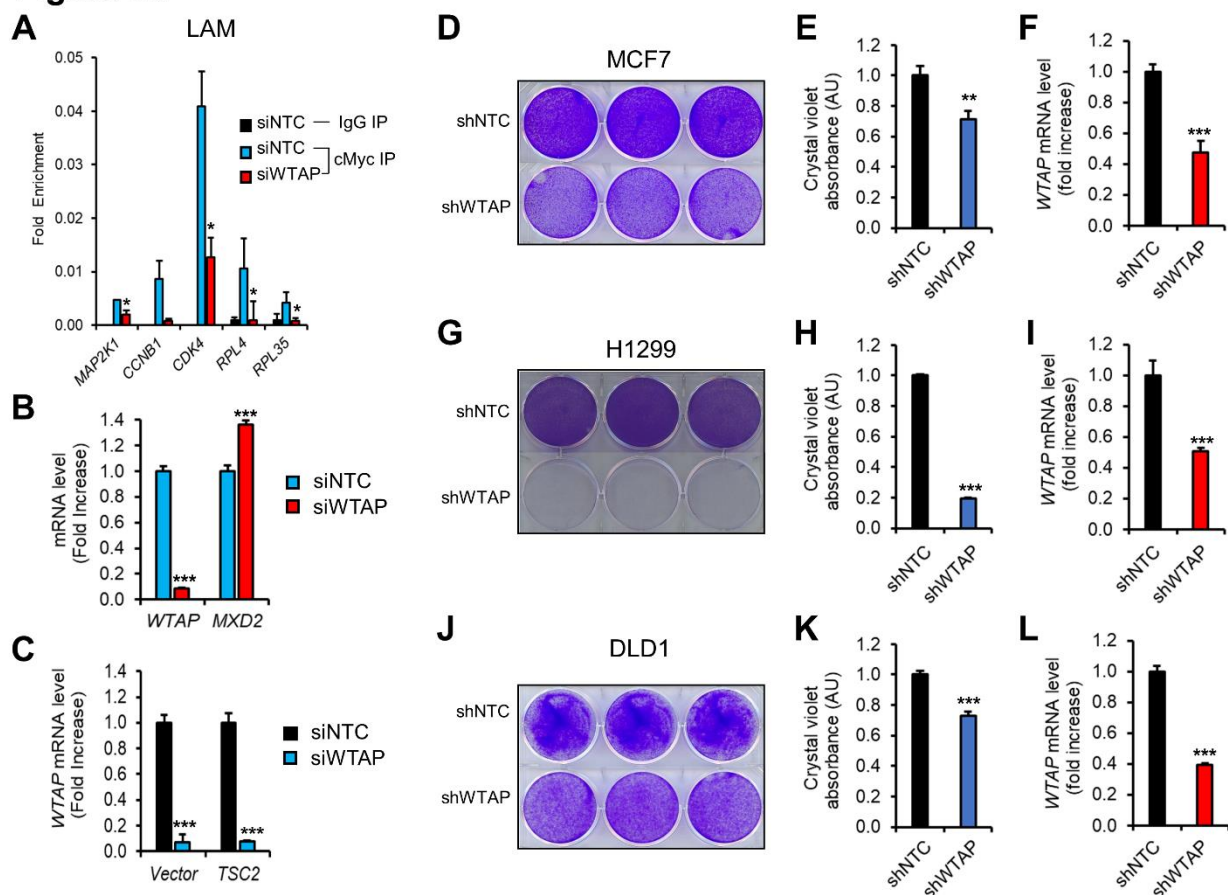 A
LAM
Fold Enrichment
0.05
0.04
0.03
0.02
0.01
0.00
siNTC — IgG IP
siNTC
siWTAP
cMyc IP
*
*
*
*
MAP2K1
CCNB1
CDK4
RPL4
RPL35
B
mRNA level
(Fold Increase)
1.4
1.2
1.0
0.8
0.6
0.4
0.2
0.0
***
***
WTAP
MXD2
siNTC
siWTAP
C
WTAP mRNA level
(Fold Increase)
1.4
1.2
1.0
0.8
0.6
0.4
0.2
0.0
***
***
Vector
TSC2
siNTC
siWTAP
D
MCF7
shNTC
shWTAP
E
Crystal violet
absorbance (AU)
1.2
1.0
0.8
0.6
0.4
0.2
0.0
**
shNTC
shWTAP
F
WTAP mRNA level
(fold increase)
1.2
1.0
0.8
0.6
0.4
0.2
0.0
***
shNTC
shWTAP
G
H1299
shNTC
shWTAP
H
Crystal violet
absorbance (AU)
1.2
1.0
0.8
0.6
0.4
0.2
0.0
***
shNTC
shWTAP
I
WTAP mRNA level
(fold increase)
1.2
1.0
0.8
0.6
0.4
0.2
0.0
***
shNTC
shWTAP
J
DLD1
shNTC
shWTAP
K
Crystal violet
absorbance (AU)
1.2
1.0
0.8
0.6
0.4
0.2
0.0
***
shNTC
shWTAP
L
WTAP mRNA level
(fold increase)
1.2
1.0
0.8
0.6
0.4
0.2
0.0
***
shNTC
shWTAP